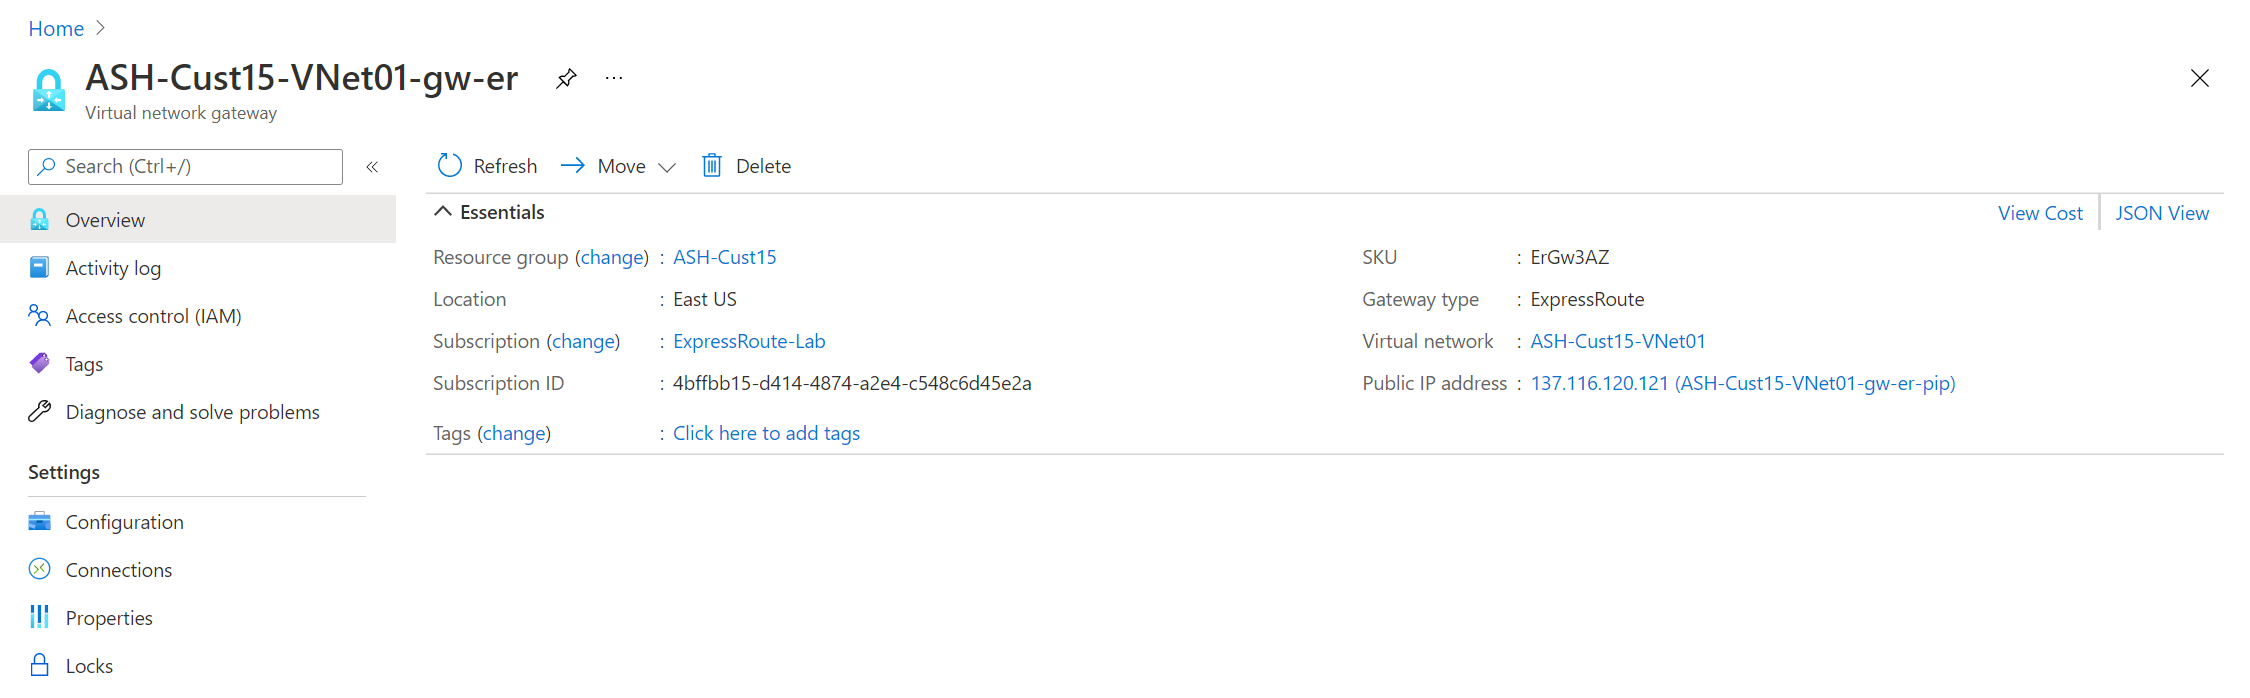 Home
ASH-Cust15-VNet01-gw-er
Virtual network gateway
Search (Ctrl+/)
Overview
Activity log
Access control (IAM)
Tags
Diagnose and solve problems
Settings
Configuration
Connections
Properties
Locks
Refresh Move Delete
Essentials
View Cost JSON View
Resource group (change) : ASH-Cust15
Location : East US
Subscription (change) : ExpressRoute-Lab
Subscription ID : 4bffbb15-d414-4874-a2e4-c548c6d45e2a
Tags (change) : Click here to add tags
SKU : ErGw3AZ
Gateway type : ExpressRoute
Virtual network : ASH-Cust15-VNet01
Public IP address : 137.116.120.121 (ASH-Cust15-VNet01-gw-er-pip)